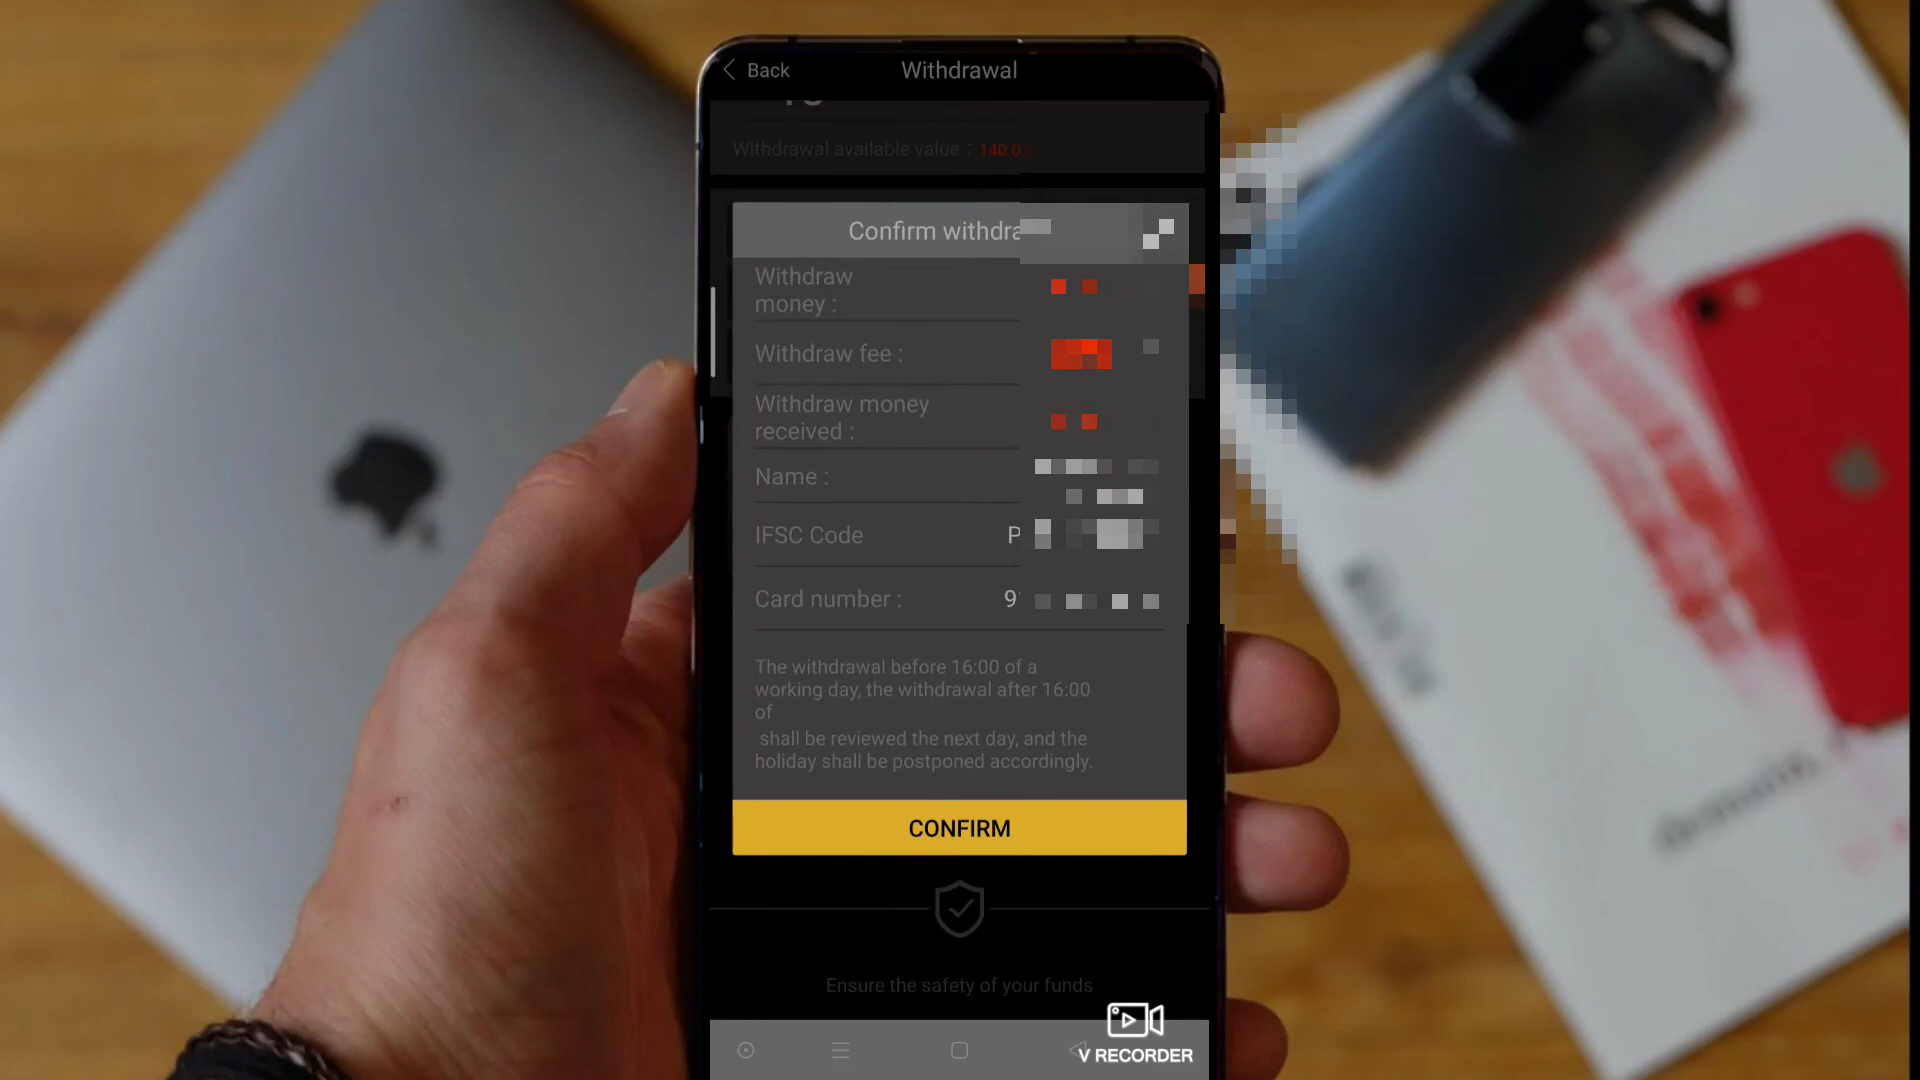 Back
Withdrawal
Withdrawal available value : 140.0
Confirm
Withdraw
money :
Withdraw fee :
Withdraw money
received :
Name :
IFSC Code
Card number :
The withdrawal before 16:00 of a
working day, the withdrawal after 16:00
of
shall be reviewed the next day, and the
holiday shall be postponed accordingly.
CONFIRM
Ensure the safety of your funds
V RECORDER